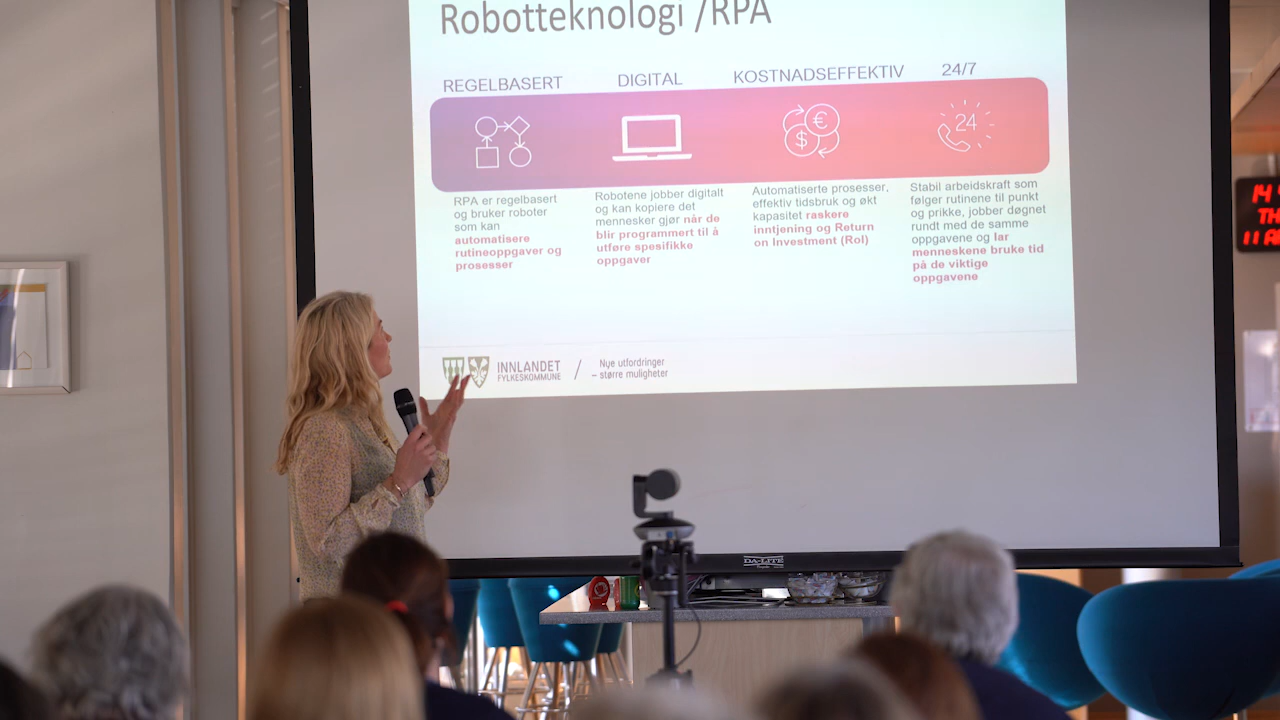 Robotteknologi /RPA
REGELBASERT
DIGITAL
KOSTNADSEFFEKTIV
24/7
€
$
24
RPA er regelbasert
og bruker roboter
som kan
automatisere
rutineoppgaver og
prosesser
Robotene jobber digitalt
og kan kopiere det
mennesker gjør når de
blir programmert til å
utføre spesifikke
oppgaver
Automatiserte prosesser,
effektiv tidsbruk og økt
kapasitet raskere
inntjening og Return
on Investment (RoI)
Stabil arbeidskraft som
følger rutinene til punkt
og prikke, jobber døgnet
rundt med de samme
oppgavene og lar
menneskene bruke tid
på de viktige
oppgavene
INNLANDET
FYLKESKOMMUNE
/
Nye utfordringer
– større muligheter
14
TH
11 A
DA-LITE